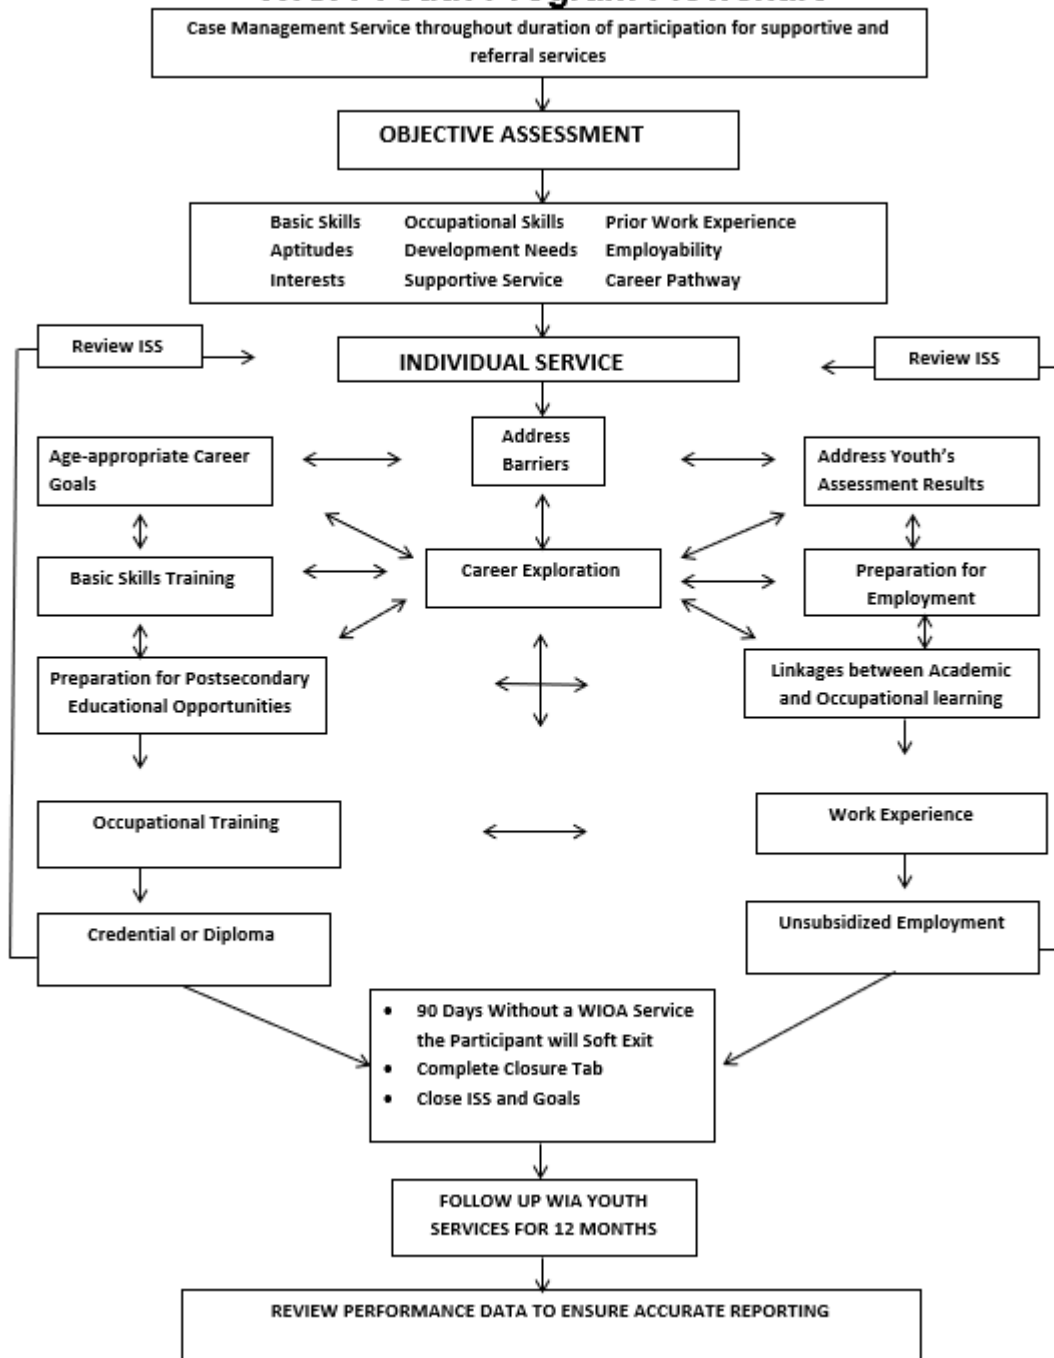 Case Management Service throughout duration of participation for supportive and
referral services
OBJECTIVE ASSESSMENT
Basic Skills Occupational Skills Prior Work Experience
Aptitudes Development Needs Employability
Interests Supportive Service Career Pathway
Review ISS
INDIVIDUAL SERVICE
Review ISS
Address
Barriers
Age-appropriate Career
Goals
Address Youth’s
Assessment Results
Basic Skills Training
Career Exploration
Preparation for
Employment
Preparation for Postsecondary
Educational Opportunities
Linkages between Academic
and Occupational learning
Occupational Training
Work Experience
Credential or Diploma
Unsubsidized Employment
• 90 Days Without a WIOA Service
the Participant will Soft Exit
• Complete Closure Tab
• Close ISS and Goals
FOLLOW UP WIA YOUTH
SERVICES FOR 12 MONTHS
REVIEW PERFORMANCE DATA TO ENSURE ACCURATE REPORTING